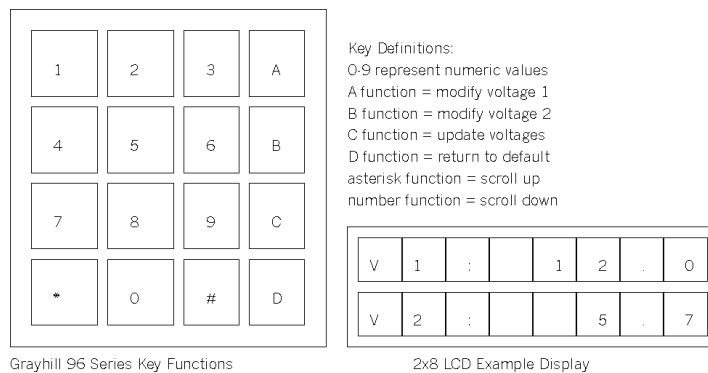 1 2 3 A
4 5 6 B
7 8 9 C
* 0 # D
Grayhill 96 Series Key Functions
Key Definitions:
0-9 represent numeric values
A function = modify voltage 1
B function = modify voltage 2
C function = update voltages
D function = return to default
asterisk function = scroll up
number function = scroll down
V 1 : 1 2 . 0
V 2 : 5 . 7
2x8 LCD Example Display